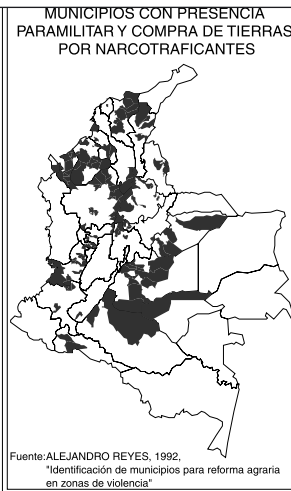 MUNICIPIOS CON PRESENCIA
PARAMILITAR Y COMPRA DE TIERRAS
POR NARCOTRAFICANTES
Fuente:ALEJANDRO REYES, 1992,
"Identificación de municipios para reforma agraria
en zonas de violencia"